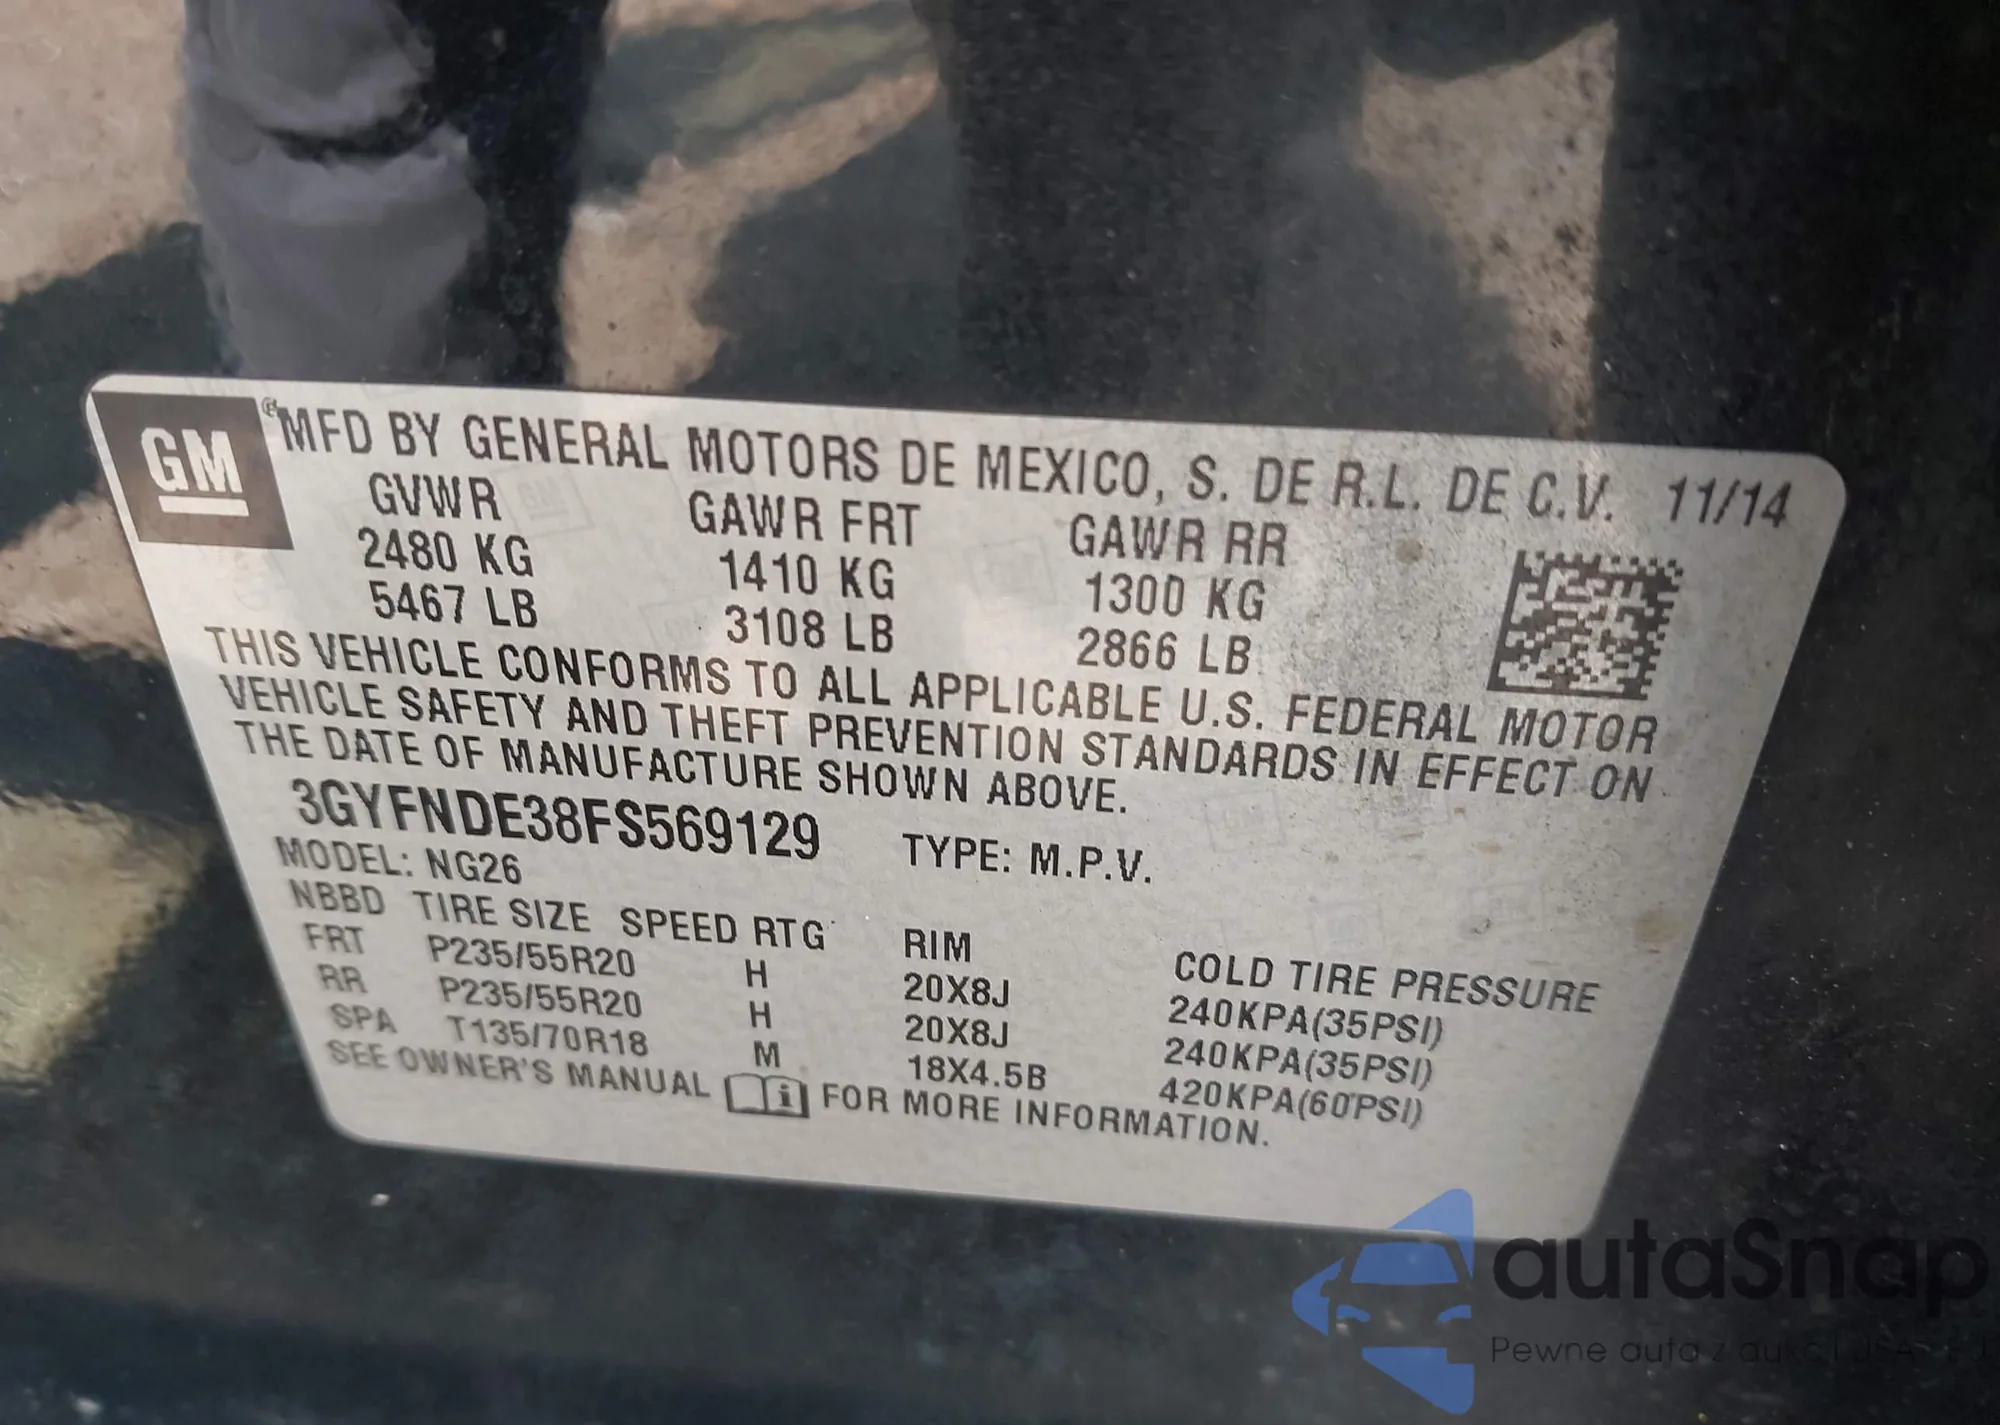 GM
MFD BY GENERAL MOTORS DE MEXICO, S. DE R.L. DE C.V. 11/14
GVWR GAWR FRT GAWR RR
2480 KG 1410 KG 1300 KG
5467 LB 3108 LB 2866 LB
THIS VEHICLE CONFORMS TO ALL APPLICABLE U.S. FEDERAL MOTOR
VEHICLE SAFETY AND THEFT PREVENTION STANDARDS IN EFFECT ON
THE DATE OF MANUFACTURE SHOWN ABOVE.
3GYFNDE38FS569129 TYPE: M.P.V.
MODEL: NG26
NBBD TIRE SIZE SPEED RTG RIM COLD TIRE PRESSURE
FRT P235/55R20 H 20X8J 240KPA(35PSI)
RR P235/55R20 H 20X8J 240KPA(35PSI)
SPA T135/70R18 M 18X4.5B 420KPA(60PSI)
SEE OWNER'S MANUAL FOR MORE INFORMATION.
autaSnap
Pewne auta z aukcji USA